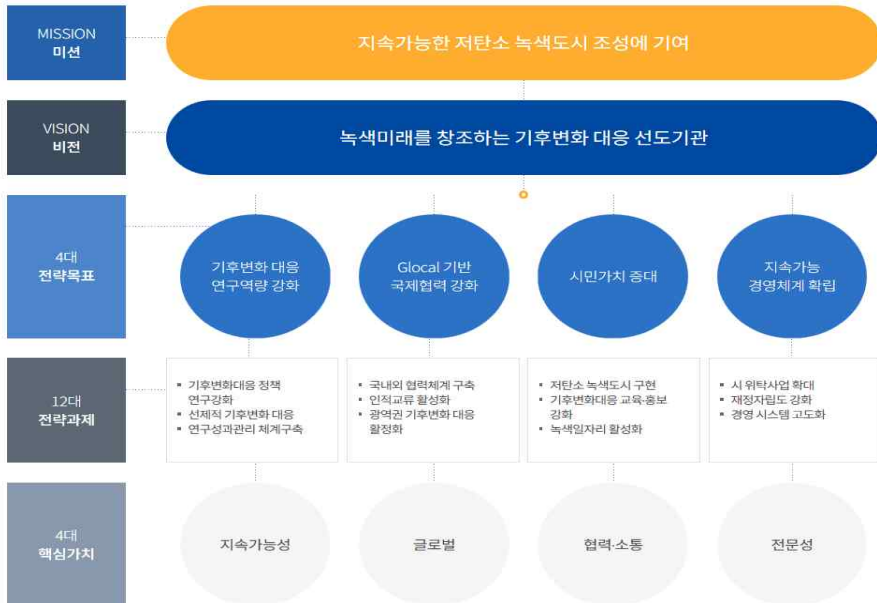 MISSION
미션
지속가능한 저탄소 녹색도시 조성에 기여
VISION
비전
녹색미래를 창조하는 기후변화 대응 선도기관
4대
전략목표
기후변화 대응
연구역량 강화
Glocal 기반
국제협력 강화
시민가치 증대
지속가능
경영체계 확립
12대
전략과제
▪ 기후변화대응 정책
연구강화
▪ 선제적 기후변화 대응
▪ 연구성과관리 체계구축
▪ 국내외 협력체계 구축
▪ 인적교류 활성화
▪ 광역권 기후변화 대응
활정화
▪ 저탄소 녹색도시 구현
▪ 기후변화대응 교육·홍보
강화
▪ 녹색일자리 활성화
▪ 시 위탁사업 확대
▪ 재정자립도 강화
▪ 경영 시스템 고도화
4대
핵심가치
지속가능성
글로벌
협력·소통
전문성